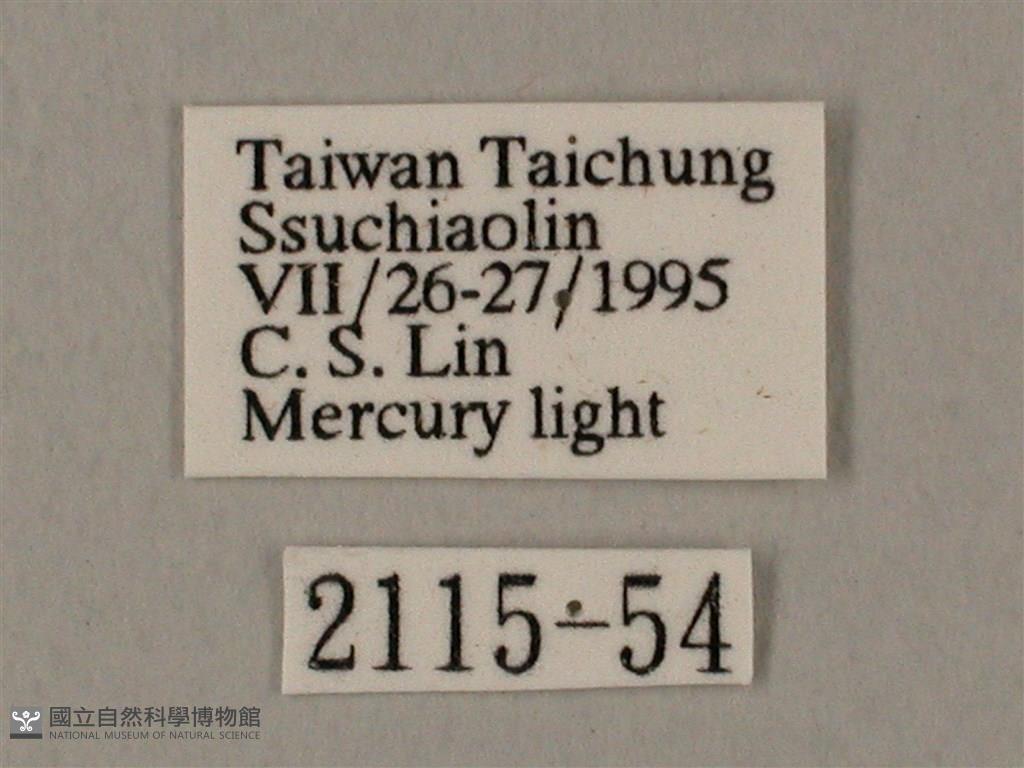 Taiwan Taichung
Ssuchiaolin
VII/26-27/1995
C. S. Lin
Mercury light
2115-54
國立自然科學博物館
NATIONAL MUSEUM OF NATURAL SCIENCE